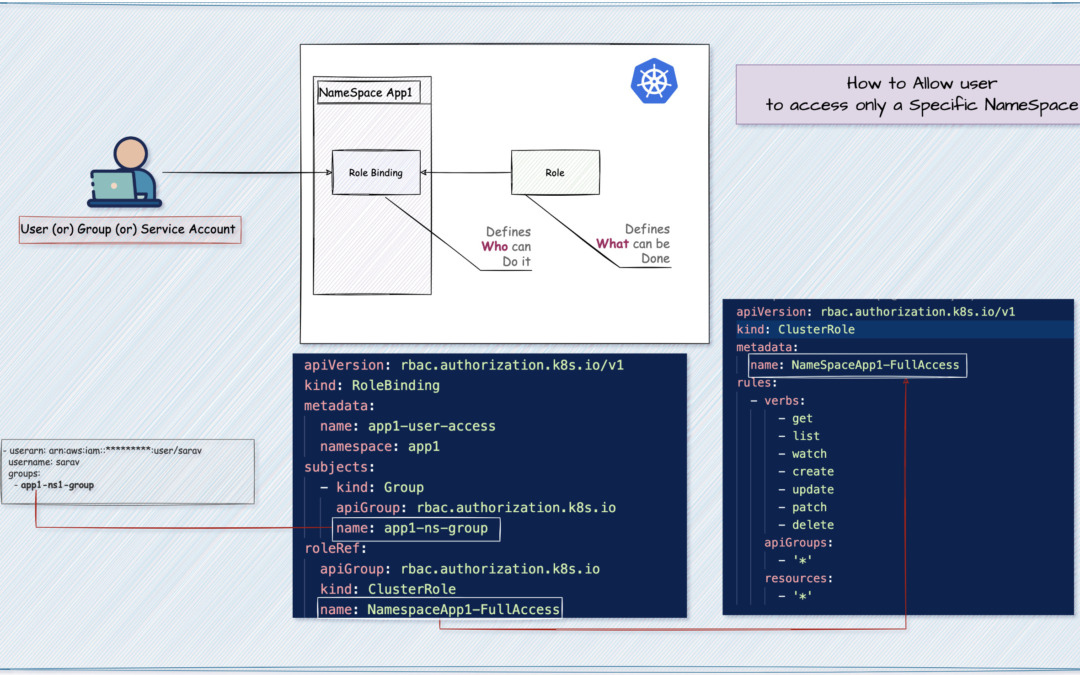 How to Allow user
to access only a Specific NameSpace
NameSpace App1
Role Binding
Role
Defines
Who can
Do it
Defines
What can be
Done
User (or) Group (or) Service Account
- userarn: arn:aws:iam::*********:user/sarav
username: sarav
groups:
- app1-ns1-group
apiVersion: rbac.authorization.k8s.io/v1
kind: RoleBinding
metadata:
name: app1-user-access
namespace: app1
subjects:
- kind: Group
apiGroup: rbac.authorization.k8s.io
name: app1-ns-group
roleRef:
apiGroup: rbac.authorization.k8s.io
kind: ClusterRole
name: NamespaceApp1-FullAccess
apiVersion: rbac.authorization.k8s.io/v1
kind: ClusterRole
metadata:
name: NameSpaceApp1-FullAccess
rules:
- verbs:
- get
- list
- watch
- create
- update
- patch
- delete
apiGroups:
- '*'
resources:
- '*'